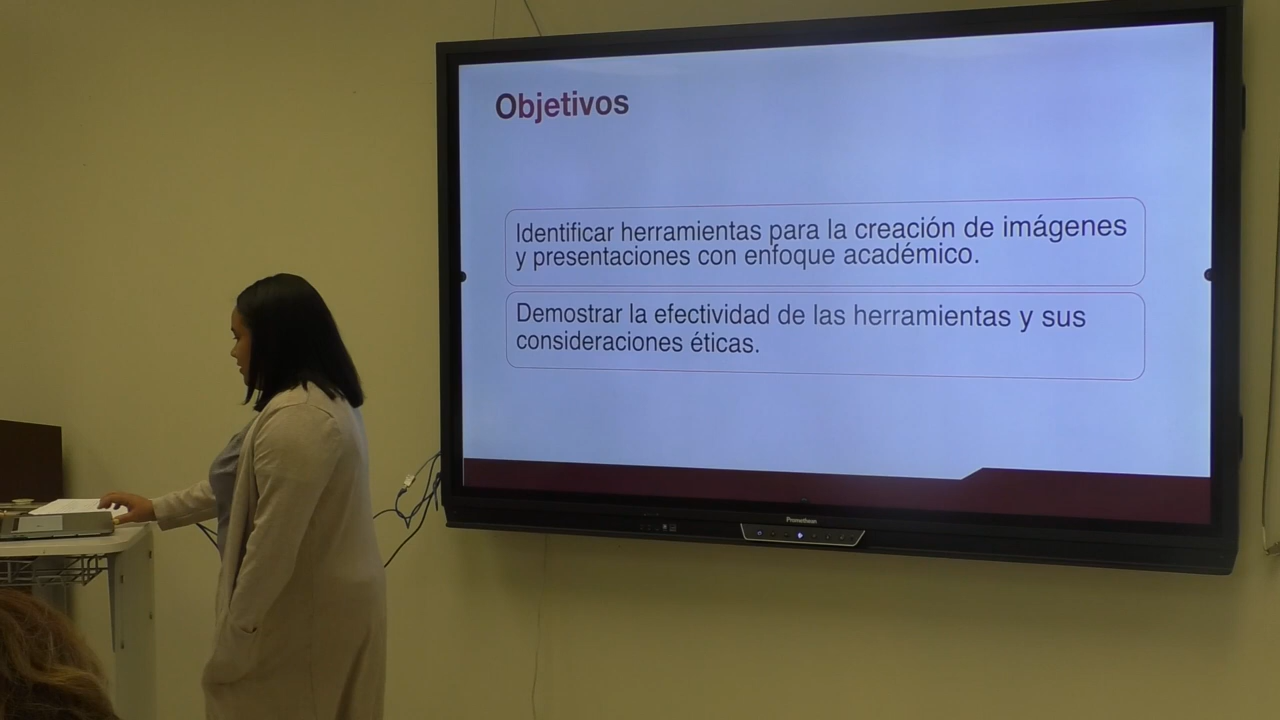 Objetivos
Identificar herramientas para la creación de imágenes
y presentaciones con enfoque académico.
Demostrar la efectividad de las herramientas y sus
consideraciones éticas.
Promethean